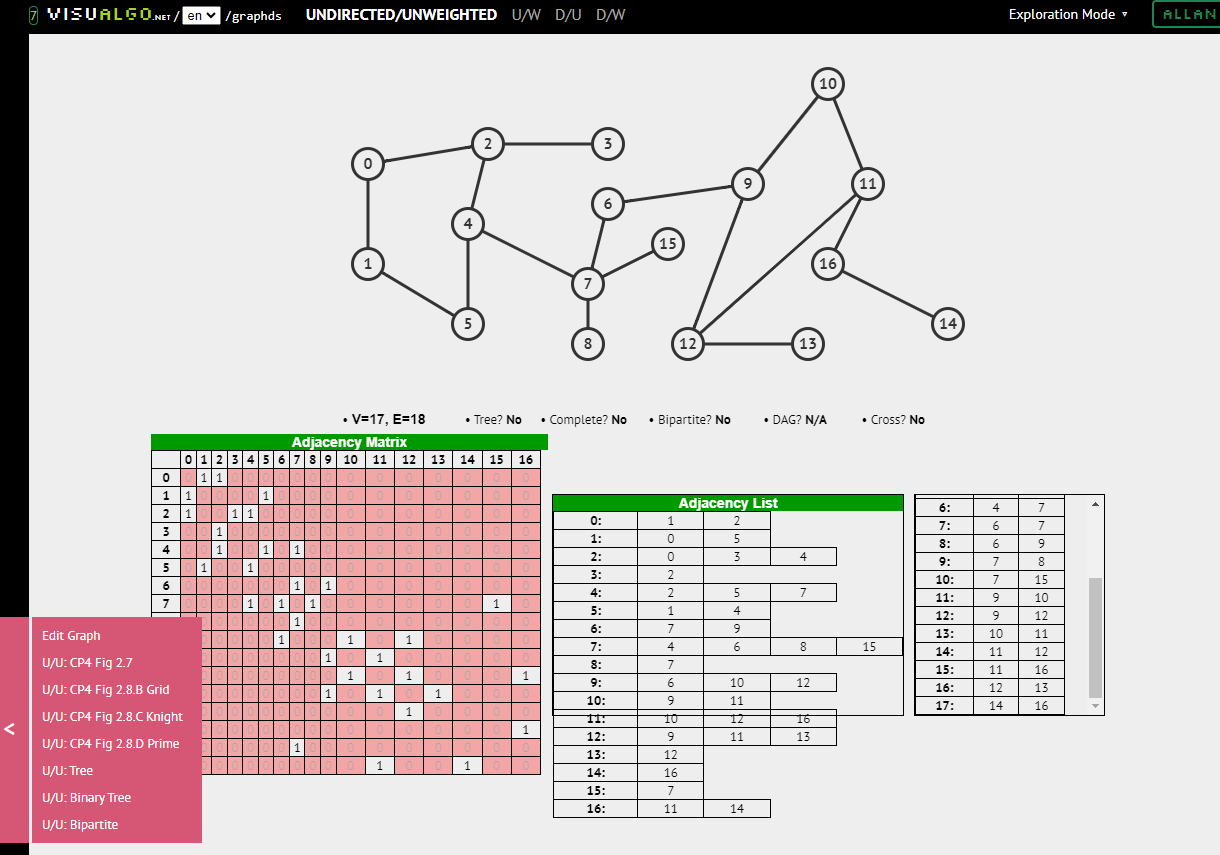 7 VISUALGO.NET / en /graphds UNDIRECTED/UNWEIGHTED U/W D/U D/W Exploration Mode ▼ ALLAN
10
2 3
0
9 11
6
4
15
1 16
7
5 14
8 12 13
• V=17, E=18 • Tree? No • Complete? No • Bipartite? No • DAG? N/A • Cross? No
Adjacency Matrix
0 1 2 3 4 5 6 7 8 9 10 11 12 13 14 15 16
0 0 1 1 0 0 0 0 0 0 0 0 0 0 0 0 0 0
1 1 0 0 0 0 1 0 0 0 0 0 0 0 0 0 0 0
2 1 0 0 1 1 0 0 0 0 0 0 0 0 0 0 0 0
3 0 0 1 0 0 0 0 0 0 0 0 0 0 0 0 0 0
4 0 0 1 0 0 1 0 1 0 0 0 0 0 0 0 0 0
5 0 1 0 0 1 0 0 0 0 0 0 0 0 0 0 0 0
6 0 0 0 0 0 0 0 1 0 1 0 0 0 0 0 0 0
7 0 0 0 0 1 0 1 0 1 0 0 0 0 0 0 1 0
0 0 0 0 0 0 1 0 0 0 0 0 0 0 0 0
0 0 0 0 0 1 0 0 0 1 0 1 0 0 0 0
0 0 0 0 0 0 0 0 1 0 1 0 0 0 0 0
0 0 0 0 0 0 0 0 0 1 0 1 0 0 0 1
0 0 0 0 0 0 0 0 1 0 1 0 1 0 0 0
0 0 0 0 0 0 0 0 0 0 0 1 0 0 0 0
0 0 0 0 0 0 0 0 0 0 0 0 0 0 0 1
0 0 0 0 0 0 1 0 0 0 0 0 0 0 0 0
0 0 0 0 0 0 0 0 0 0 1 0 0 1 0 0
Adjacency List
0: 1 2
1: 0 5
2: 0 3 4
3: 2
4: 2 5 7
5: 1 4
6: 7 9
7: 4 6 8 15
8: 7
9: 6 10 12
10: 9 11
11: 10 12 16
12: 9 11 13
13: 12
14: 16
15: 7
16: 11 14
6: 4 7
7: 6 7
8: 6 9
9: 7 8
10: 7 15
11: 9 10
12: 9 12
13: 10 11
14: 11 12
15: 11 16
16: 12 13
17: 14 16
<
Edit Graph
U/U: CP4 Fig 2.7
U/U: CP4 Fig 2.8.B Grid
U/U: CP4 Fig 2.8.C Knight
U/U: CP4 Fig 2.8.D Prime
U/U: Tree
U/U: Binary Tree
U/U: Bipartite